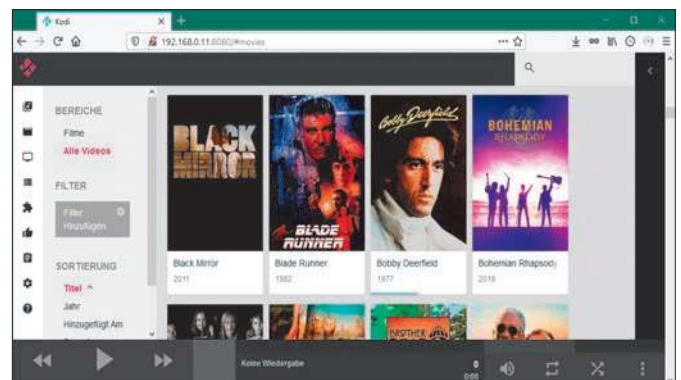 Kodi
192.168.0.11:8080/#movies
BEREICHE
Filme
Alle Videos
FILTER
Filter
Hinzufügen
SORTIERUNG
Titel
Jahr
Hinzugefügt Am
BLACK
MIRROR
Black Mirror
2011
BLADE
RUNNER
Blade Runner
1982
Bobby Deerfield
Bobby Deerfield
1977
BOHEMIAN
RHAPSODY
Bohemian Rhapsody
2018
BROTHER
Keine Wiedergabe
0
0:00